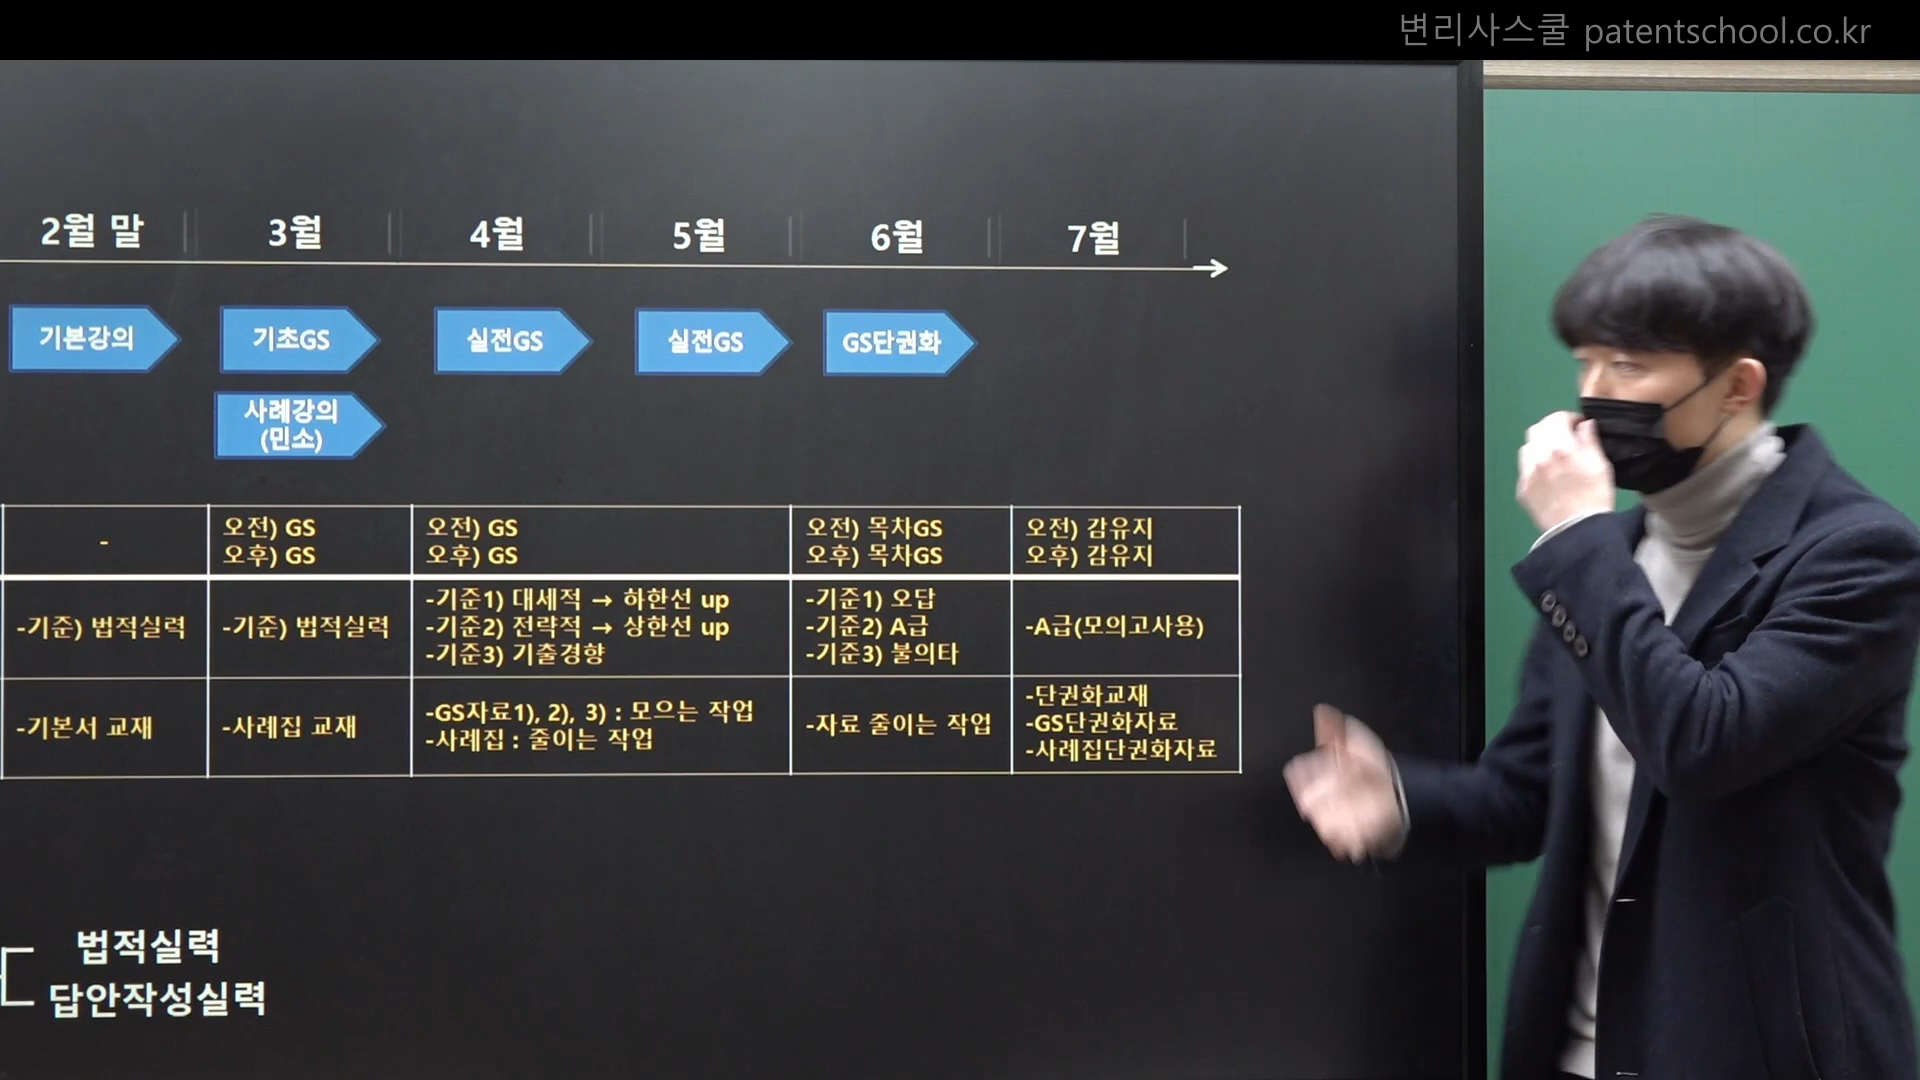 변리사스쿨 patentschool.co.kr
2월 말 3월 4월 5월 6월 7월
기본강의 기초GS 실전GS 실전GS GS단권화
사례강의
(민소)
-
오전) GS
오후) GS
오전) GS
오후) GS
오전) 목차GS
오후) 목차GS
오전) 감유지
오후) 감유지
-기준) 법적실력
-기준) 법적실력
-기준1) 대세적 → 하한선 up
-기준2) 전략적 → 상한선 up
-기준3) 기출경향
-기준1) 오답
-기준2) A급
-기준3) 불의타
-A급(모의고사용)
-기본서 교재
-사례집 교재
-GS자료1), 2), 3) : 모으는 작업
-사례집 : 줄이는 작업
-자료 줄이는 작업
-단권화교재
-GS단권화자료
-사례집단권화자료
법적실력
답안작성실력